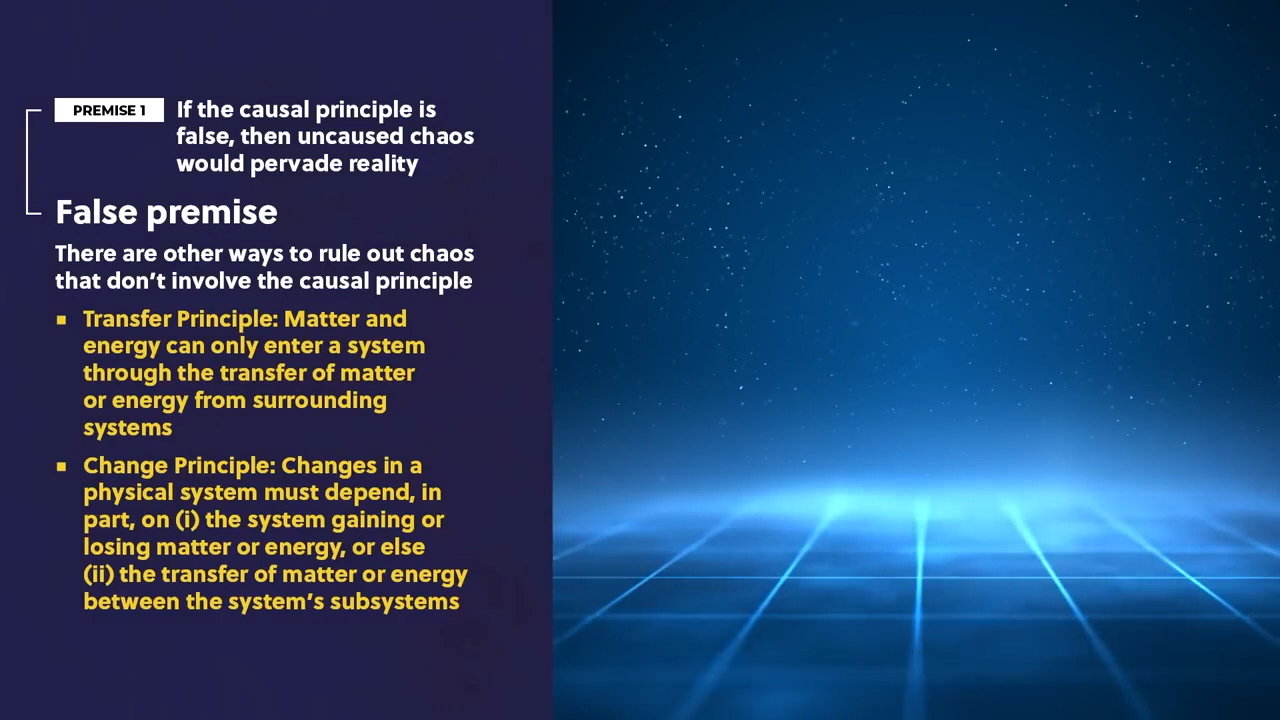 PREMISE 1 If the causal principle is
false, then uncaused chaos
would pervade reality
False premise
There are other ways to rule out chaos
that don’t involve the causal principle
▪ Transfer Principle: Matter and
energy can only enter a system
through the transfer of matter
or energy from surrounding
systems
▪ Change Principle: Changes in a
physical system must depend, in
part, on (i) the system gaining or
losing matter or energy, or else
(ii) the transfer of matter or energy
between the system’s subsystems